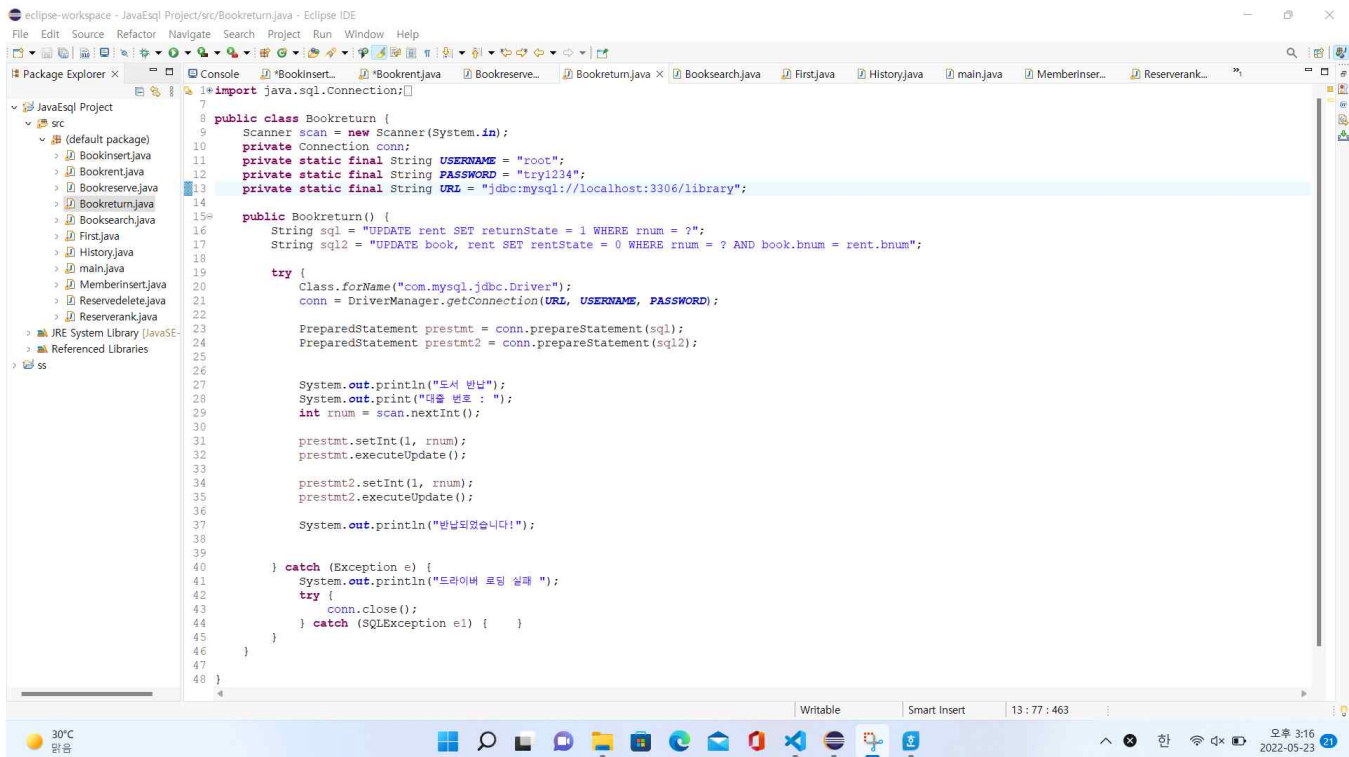 eclipse-workspace - JavaEsql Project/src/Bookreturn.java - Eclipse IDE
File Edit Source Refactor Navigate Search Project Run Window Help
Package Explorer
Console
*Bookinsert...
*Bookrent.java
Bookreserve...
Bookreturn.java
Booksearch.java
First.java
History.java
main.java
Memberinser...
Reserverank...
JavaEsql Project
src
(default package)
Bookinsert.java
Bookrent.java
Bookreserve.java
Bookreturn.java
Booksearch.java
First.java
History.java
main.java
Memberinsert.java
Reservedelete.java
Reserverank.java
JRE System Library [JavaSE-
Referenced Libraries
ss
1 import java.sql.Connection;
7
8 public class Bookreturn {
9 Scanner scan = new Scanner(System.in);
10 private Connection conn;
11 private static final String USERNAME = "root";
12 private static final String PASSWORD = "try1234";
13 private static final String URL = "jdbc:mysql://localhost:3306/library";
14
15 public Bookreturn() {
16 String sql = "UPDATE rent SET returnState = 1 WHERE rnum = ?";
17 String sql2 = "UPDATE book, rent SET rentState = 0 WHERE rnum = ? AND book.bnum = rent.bnum";
18
19 try {
20 Class.forName("com.mysql.jdbc.Driver");
21 conn = DriverManager.getConnection(URL, USERNAME, PASSWORD);
22
23 PreparedStatement prestmt = conn.prepareStatement(sql);
24 PreparedStatement prestmt2 = conn.prepareStatement(sql2);
25
26
27 System.out.println("도서 반납");
28 System.out.print("대출 번호 : ");
29 int rnum = scan.nextInt();
30
31 prestmt.setInt(1, rnum);
32 prestmt.executeUpdate();
33
34 prestmt2.setInt(1, rnum);
35 prestmt2.executeUpdate();
36
37 System.out.println("반납되었습니다!");
38
39
40 } catch (Exception e) {
41 System.out.println("드라이버 로딩 실패 ");
42 try {
43 conn.close();
44 } catch (SQLException e1) { }
45 }
46 }
47
48 }
Writable
Smart Insert
13 : 77 : 463
30°C
맑음
한
오후 3:16
2022-05-23
21